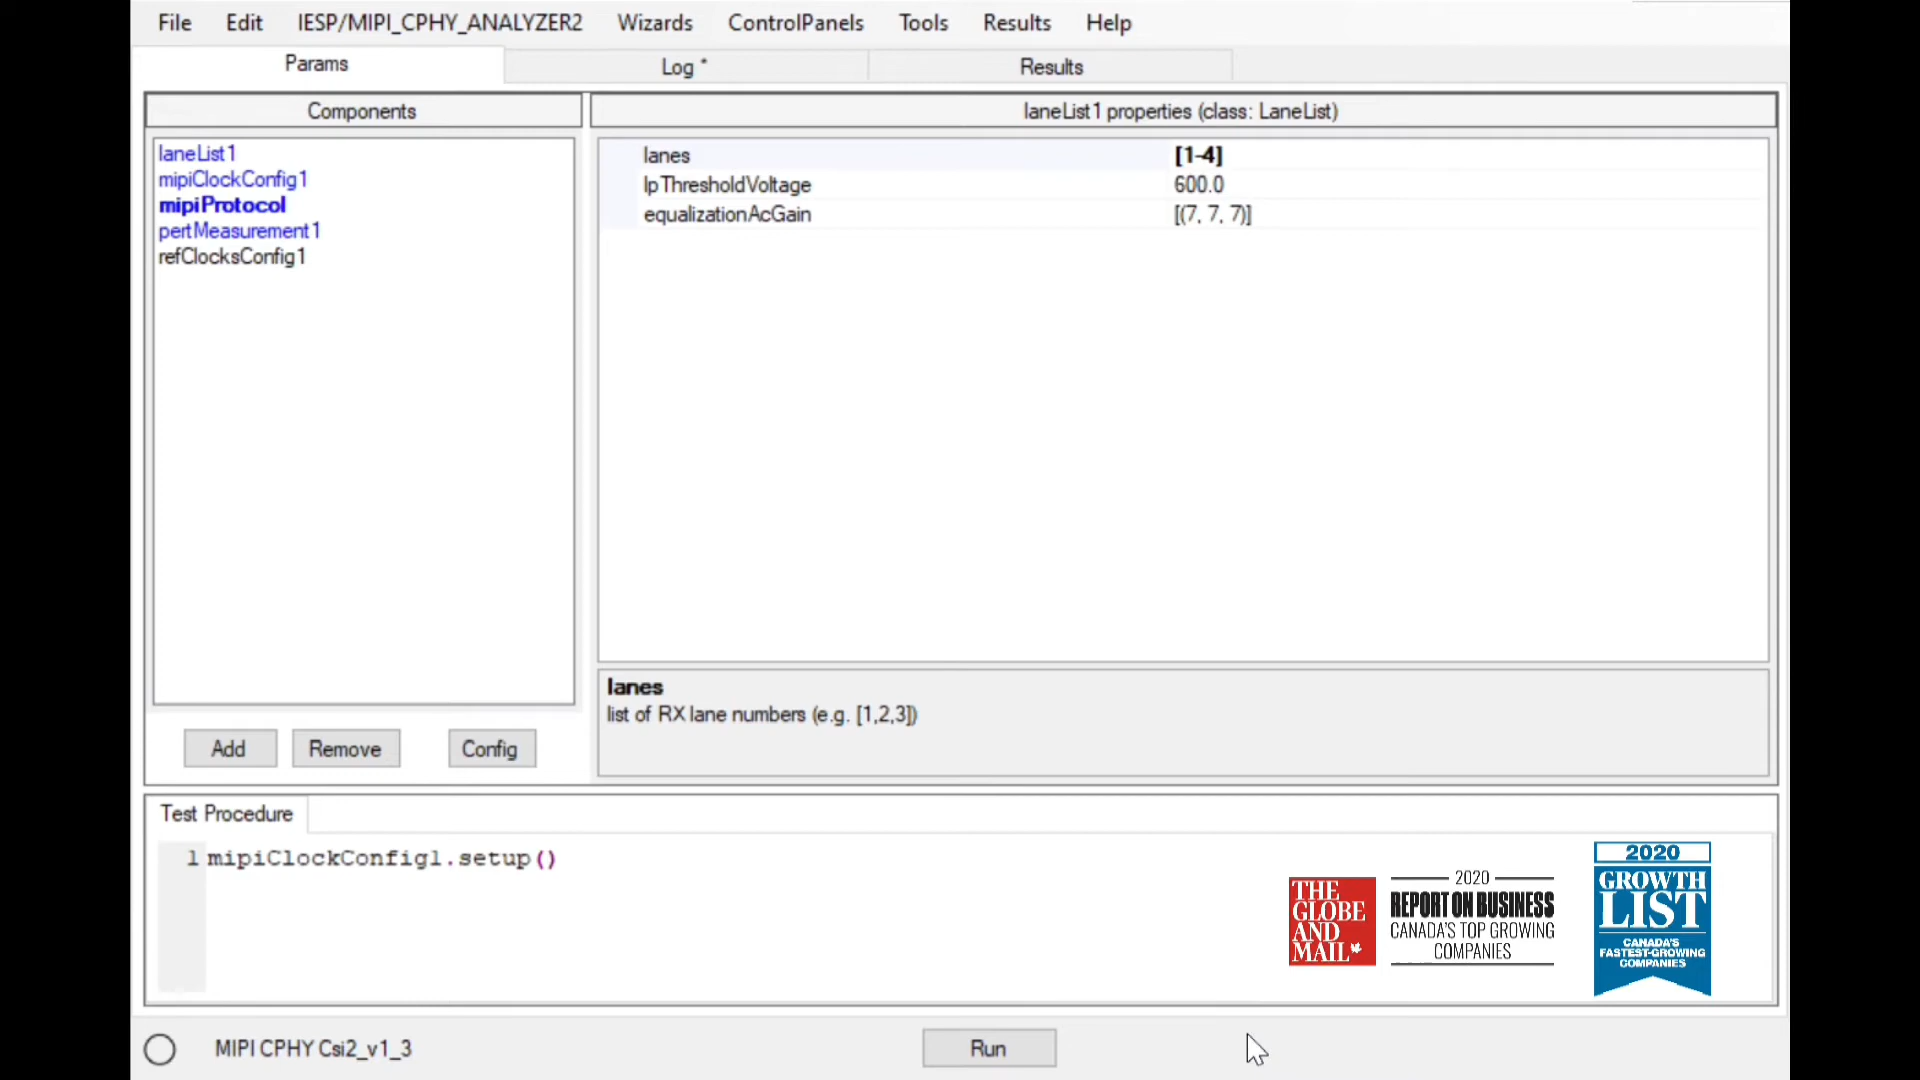 File Edit IESP/MIPI_CPHY_ANALYZER2 Wizards ControlPanels Tools Results Help
Params Log * Results
Components
laneList1
mipiClockConfig1
mipiProtocol
pertMeasurement1
refClocksConfig1
Add Remove Config
laneList1 properties (class: LaneList)
lanes [1-4]
lpThresholdVoltage 600.0
equalizationAcGain [(7, 7, 7)]
lanes
list of RX lane numbers (e.g. [1,2,3])
Test Procedure
1 mipiClockConfig1.setup()
THE
GLOBE
AND
MAIL
2020
REPORT ON BUSINESS
CANADA'S TOP GROWING
COMPANIES
2020
GROWTH
LIST
CANADA'S
FASTEST-GROWING
COMPANIES
MIPI CPHY Csi2_v1_3
Run